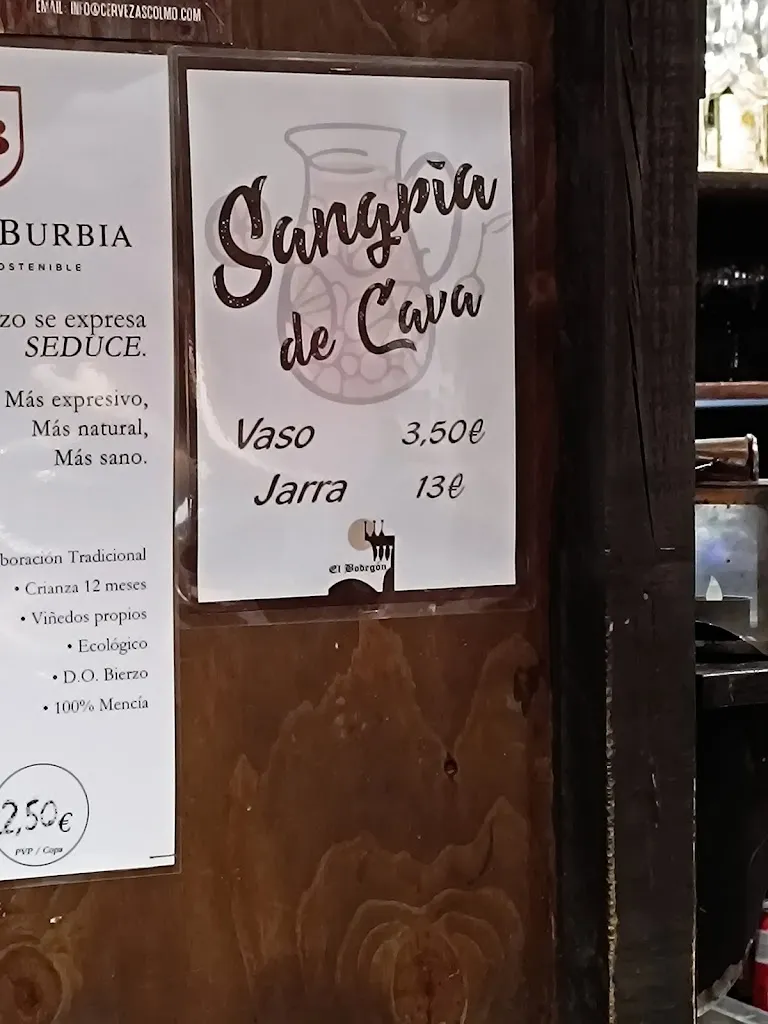 EMAIL: INFO@CERVEZASCOLMO.COM
BURBIA
OSTENIBLE
zo se expresa
SEDUCE.
Más expresivo,
Más natural,
Más sano.
boración Tradicional
• Crianza 12 meses
• Viñedos propios
• Ecológico
• D.O. Bierzo
• 100% Mencía
2,50€
PVP / Copa
Sangría
de Cava
Vaso 3,50€
Jarra 13€
El Bodegón